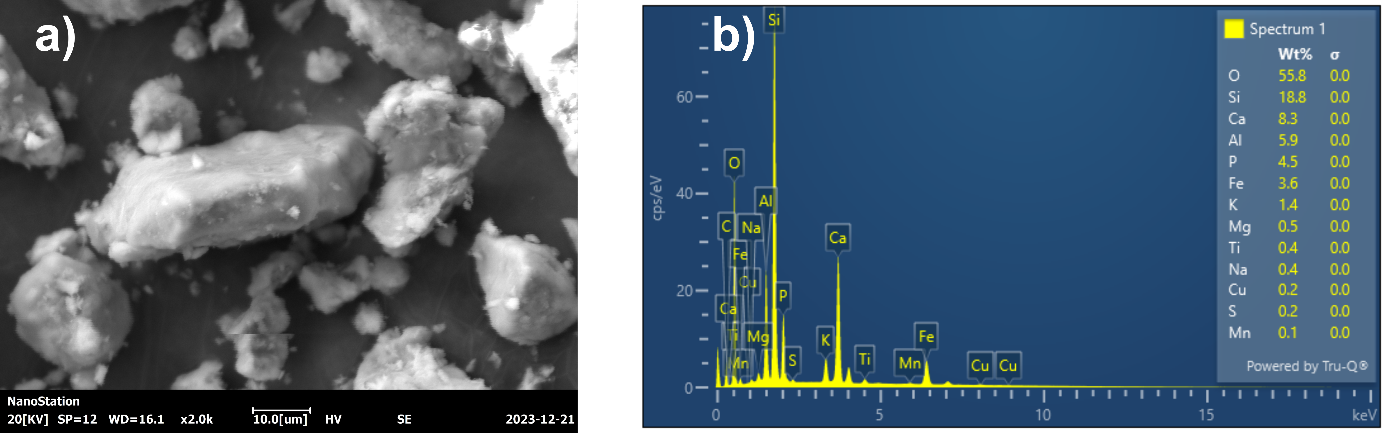 a)
NanoStation
20[KV] SP=12 WD=16.1 x2.0k 10.0[um] HV SE 2023-12-21
b)
Spectrum 1
Wt% σ
O 55.8 0.0
Si 18.8 0.0
Ca 8.3 0.0
Al 5.9 0.0
P 4.5 0.0
Fe 3.6 0.0
K 1.4 0.0
Mg 0.5 0.0
Ti 0.4 0.0
Na 0.4 0.0
Cu 0.2 0.0
S 0.2 0.0
Mn 0.1 0.0
Powered by Tru-Q®
cps/eV
60
40
20
0
Si
O
Al
C Na
Fe
Cu
Ca
Ti
Mg
Mn
P
S
K
Ca
Ti
Mn
Fe
Cu
Cu
0 5 10 15 keV